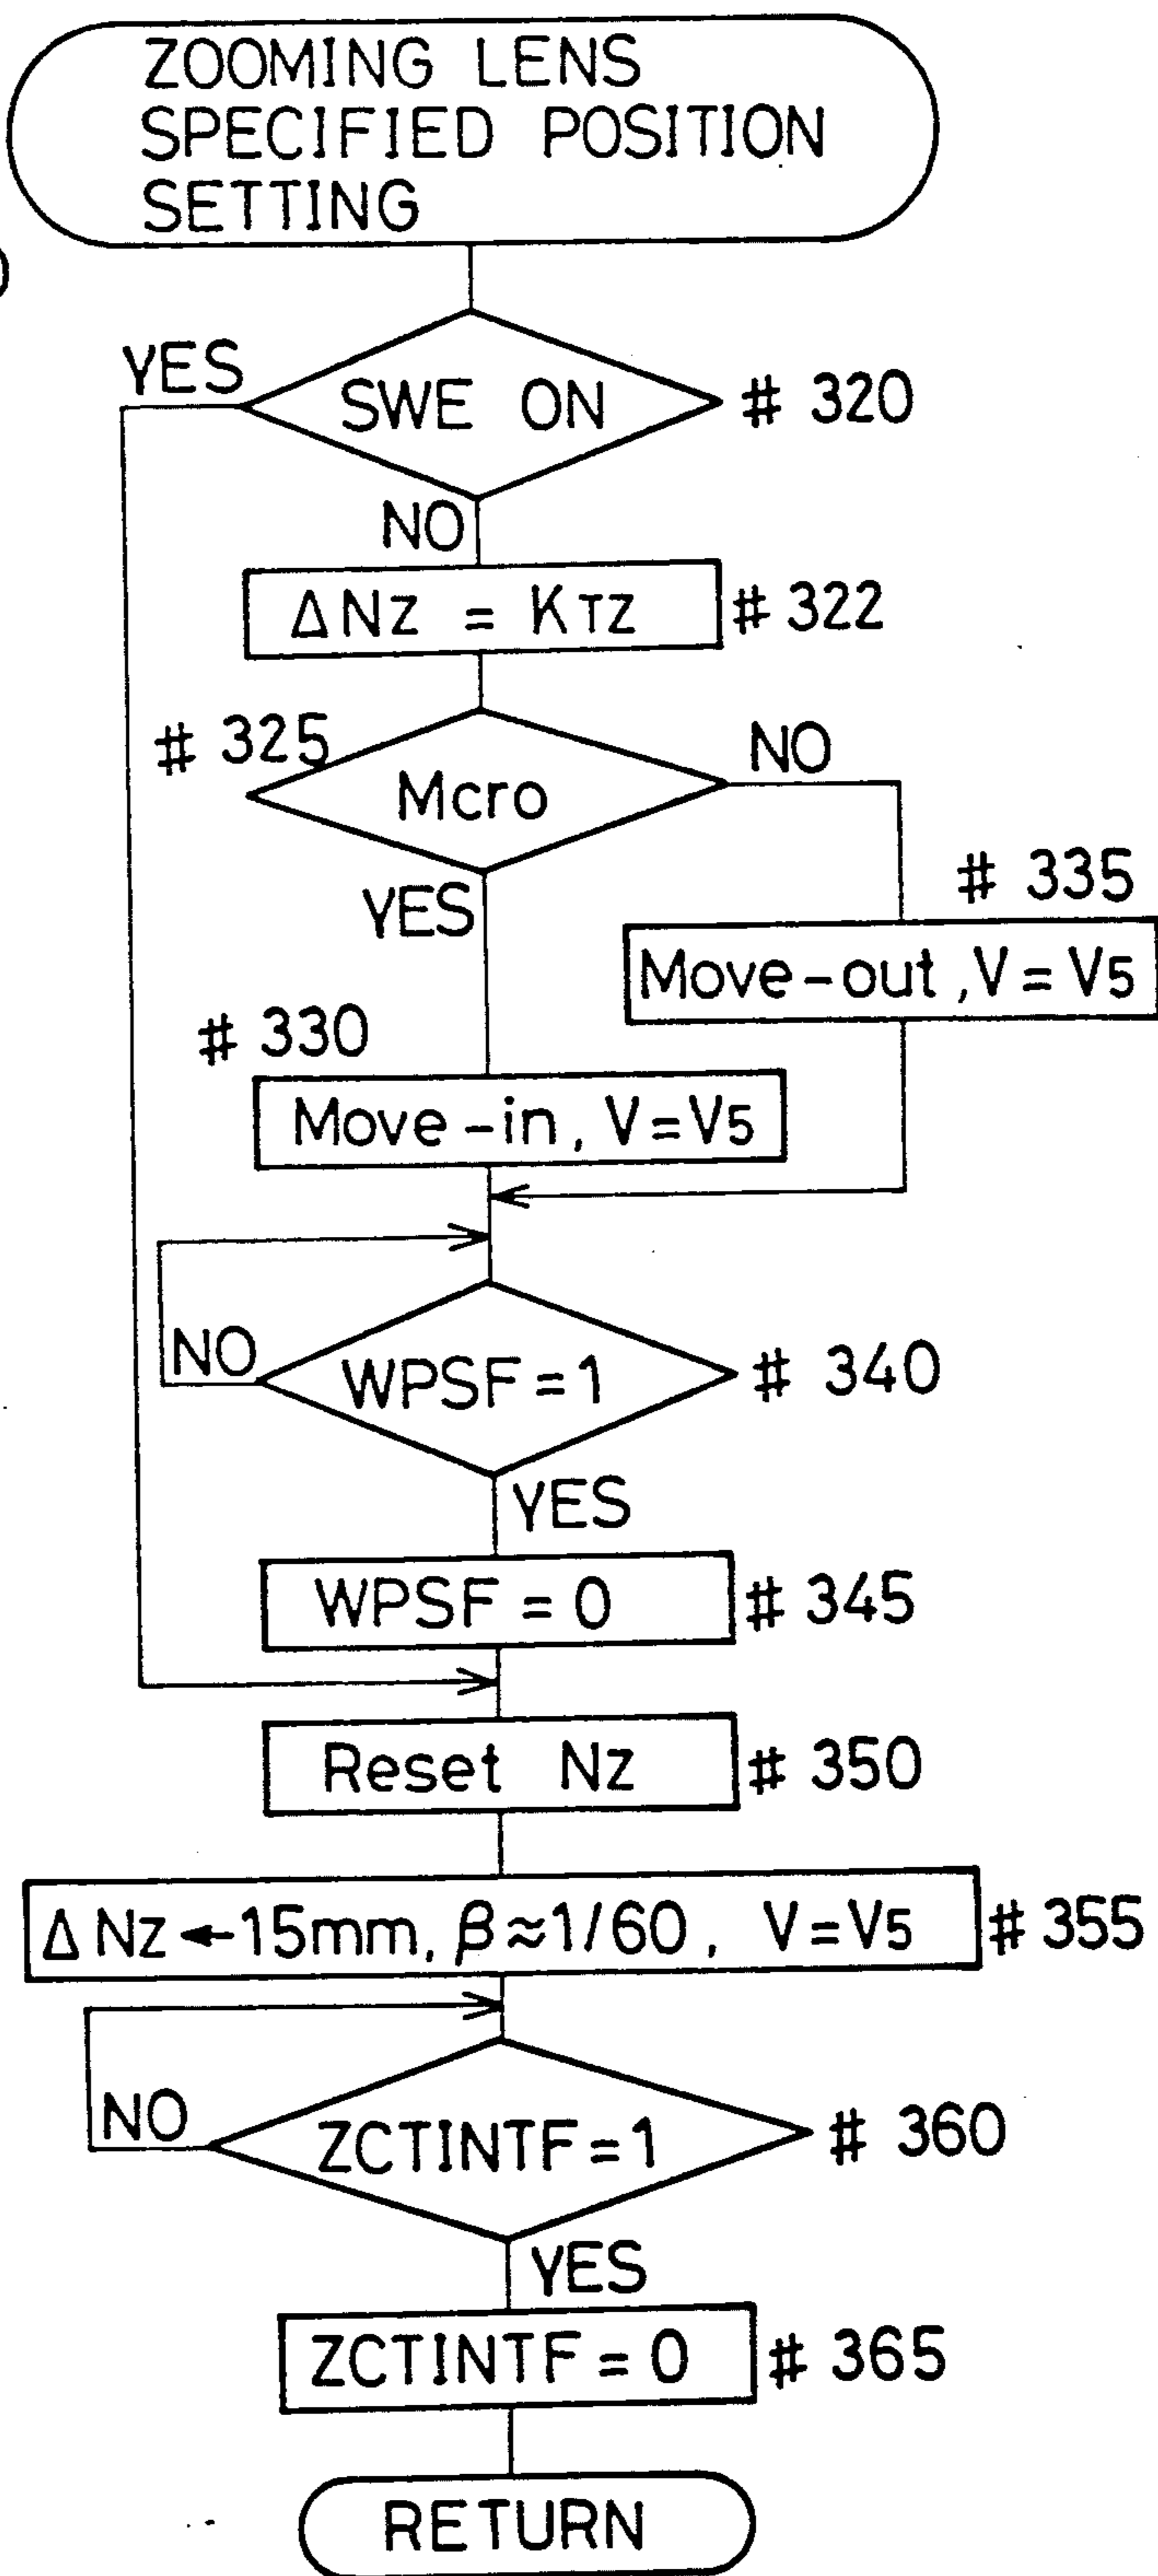 ZOOMING LENS
SPECIFIED POSITION
SETTING
YES
SWE ON
# 320
NO
ΔNz = KTZ
# 322
# 325
Mcro
NO
YES
# 335
Move-out, V=V5
# 330
Move-in, V=V5
NO
WPSF=1
# 340
YES
WPSF=0
# 345
Reset Nz
# 350
ΔNz←15mm, β≈1/60, V=V5
# 355
NO
ZCTINTF=1
# 360
YES
ZCTINTF=0
# 365
RETURN